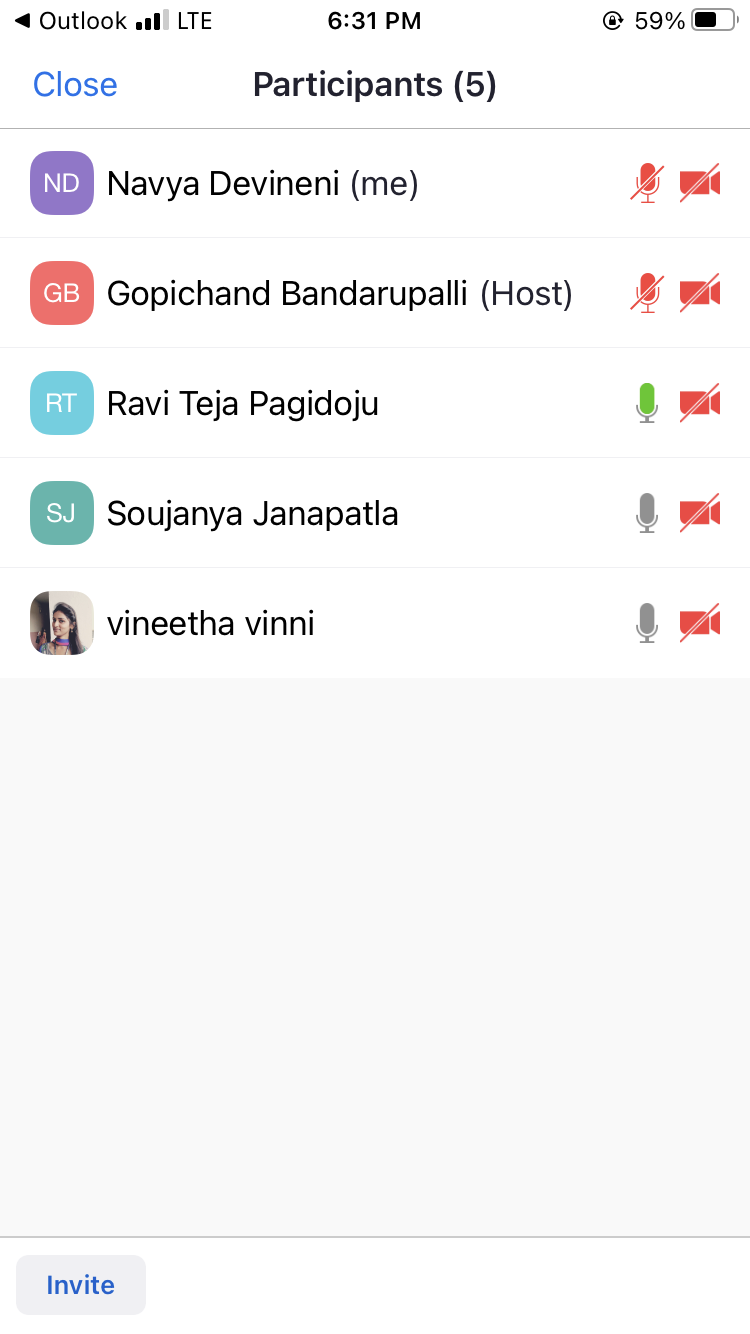 ◀ Outlook LTE 6:31 PM 59%
Close Participants (5)
ND Navya Devineni (me)
GB Gopichand Bandarupalli (Host)
RT Ravi Teja Pagidoju
SJ Soujanya Janapatla
vineetha vinni
Invite